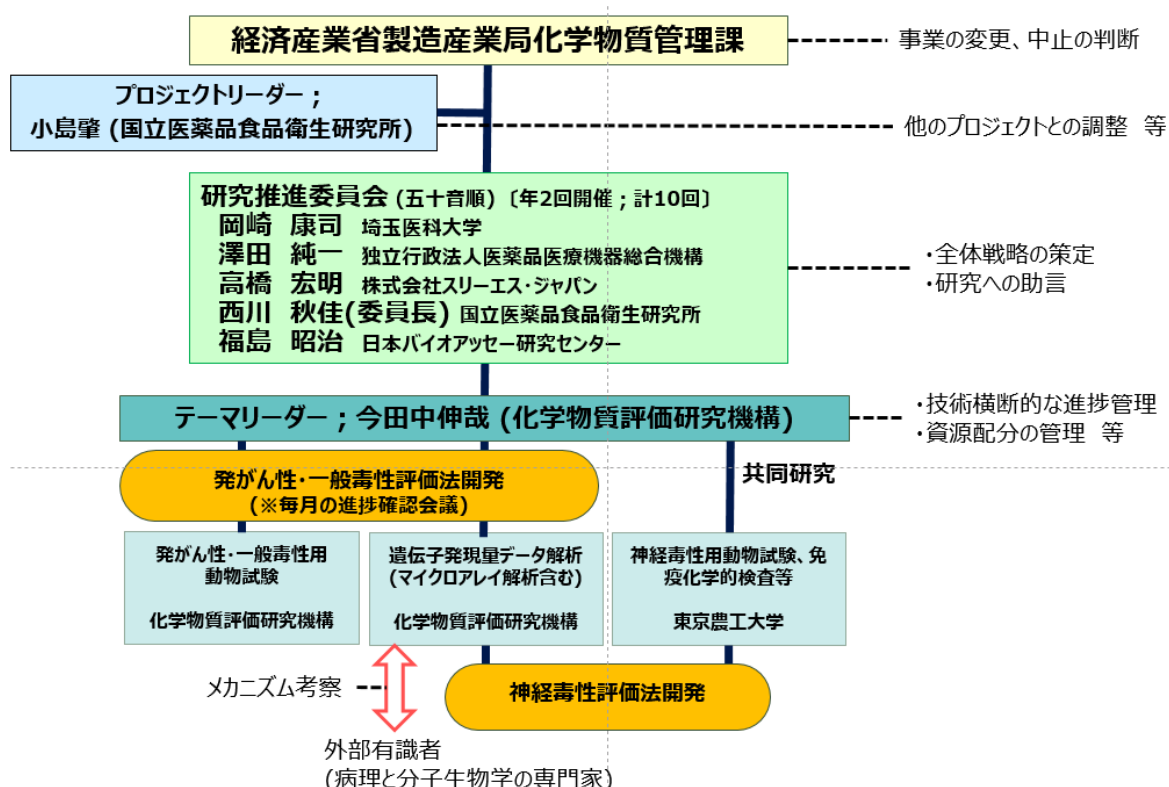 経済産業省製造産業局化学物質管理課
事業の変更、中止の判断
プロジェクトリーダー；
小島肇 (国立医薬品食品衛生研究所)
他のプロジェクトとの調整 等
研究推進委員会 (五十音順) 〔年2回開催；計10回〕
岡崎 康司 埼玉医科大学
澤田 純一 独立行政法人医薬品医療機器総合機構
高橋 宏明 株式会社スリーエス・ジャパン
西川 秋佳(委員長) 国立医薬品食品衛生研究所
福島 昭治 日本バイオアッセー研究センター
・全体戦略の策定
・研究への助言
テーマリーダー；今田中伸哉 (化学物質評価研究機構)
・技術横断的な進捗管理
・資源配分の管理 等
発がん性・一般毒性評価法開発
(※毎月の進捗確認会議)
共同研究
発がん性・一般毒性用
動物試験
化学物質評価研究機構
遺伝子発現量データ解析
(マイクロアレイ解析含む)
化学物質評価研究機構
神経毒性用動物試験、免
疫化学的検査等
東京農工大学
メカニズム考察
神経毒性評価法開発
外部有識者
(病理と分子生物学の専門家)